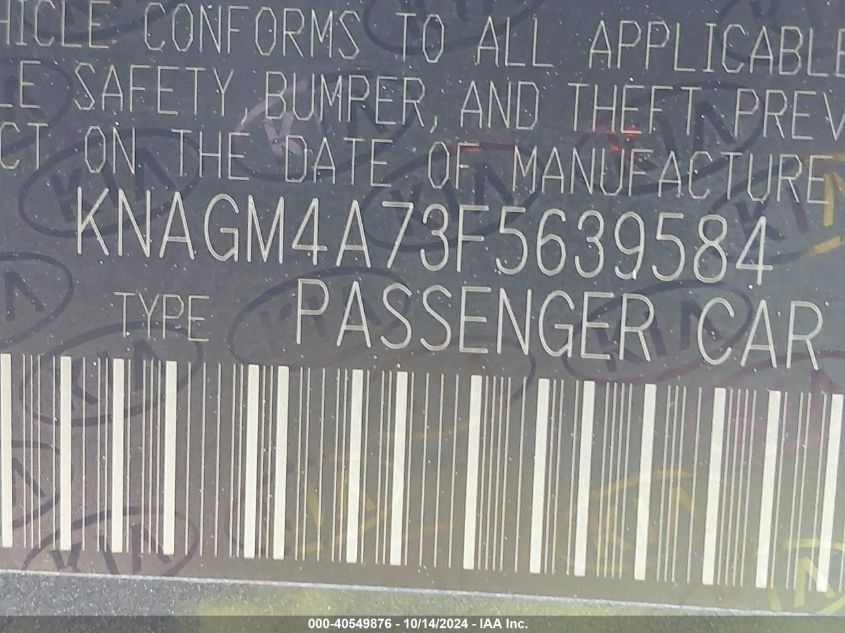 HICLE CONFORMS TO ALL APPLICABLE
LE SAFETY BUMPER, AND THEFT PREV
CT ON THE DATE OF MANUFACTURE
KNAGM4A73F5639584
TYPE PASSENGER CAR
000-40549876 - 10/14/2024 - IAA Inc.